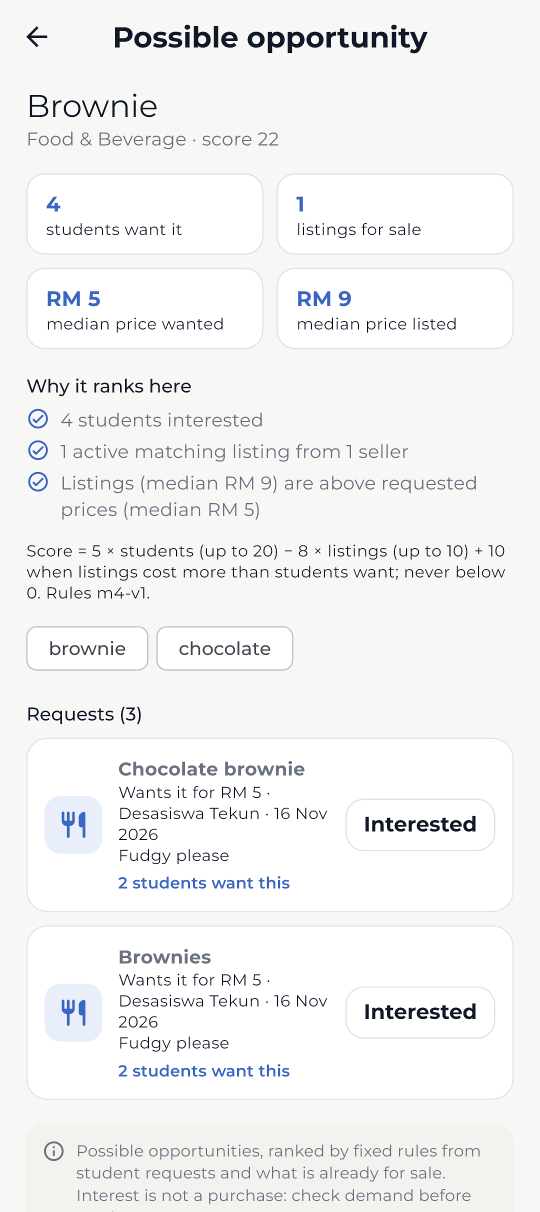 Possible opportunity
Brownie
Food & Beverage · score 22
4
students want it
1
listings for sale
RM 5
median price wanted
RM 9
median price listed
Why it ranks here
4 students interested
1 active matching listing from 1 seller
Listings (median RM 9) are above requested
prices (median RM 5)
Score = 5 × students (up to 20) − 8 × listings (up to 10) + 10
when listings cost more than students want; never below
0. Rules m4-v1.
brownie
chocolate
Requests (3)
Chocolate brownie
Wants it for RM 5 ·
Desasiswa Tekun · 16 Nov
2026
Fudgy please
2 students want this
Interested
Brownies
Wants it for RM 5 ·
Desasiswa Tekun · 16 Nov
2026
Fudgy please
2 students want this
Interested
Possible opportunities, ranked by fixed rules from
student requests and what is already for sale.
Interest is not a purchase: check demand before